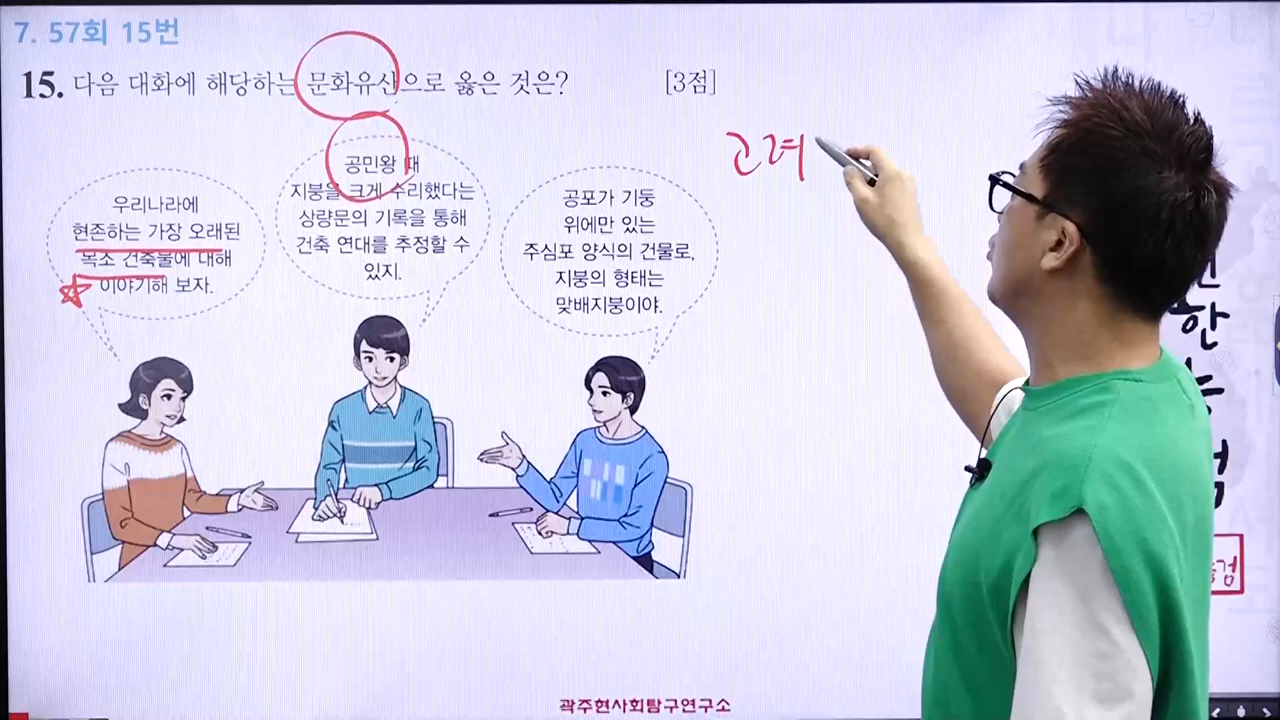 7. 57회 15번
15. 다음 대화에 해당하는 문화유산으로 옳은 것은? [3점]
고려
우리나라에
현존하는 가장 오래된
목조 건축물에 대해
이야기해 보자.
공민왕 때
지붕을 크게 수리했다는
상량문의 기록을 통해
건축 연대를 추정할 수
있지.
공포가 기둥
위에만 있는
주심포 양식의 건물로,
지붕의 형태는
맞배지붕이야.
한
검
곽주현사회탐구연구소